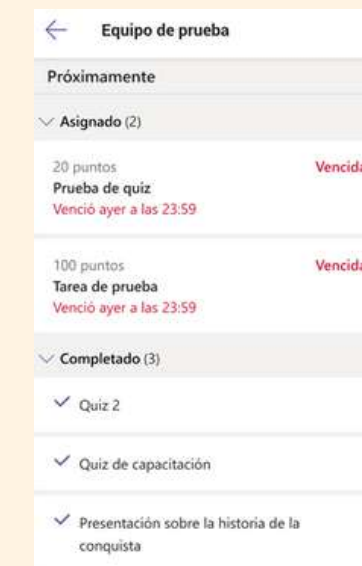 Equipo de prueba
Próximamente
Asignado (2)
20 puntos
Vencida
Prueba de quiz
Venció ayer a las 23:59
100 puntos
Vencida
Tarea de prueba
Venció ayer a las 23:59
Completado (3)
Quiz 2
Quiz de capacitación
Presentación sobre la historia de la
conquista